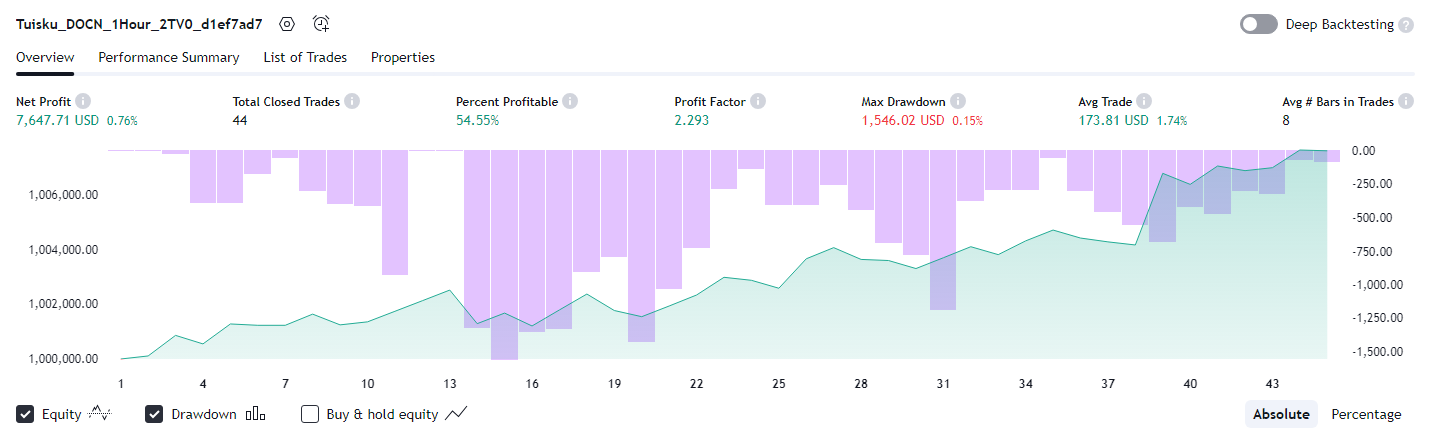 Tuisku_DOCN_1Hour_2TV0_d1ef7ad7
Deep Backtesting ?
Overview Performance Summary List of Trades Properties
Net Profit Total Closed Trades Percent Profitable Profit Factor Max Drawdown Avg Trade Avg # Bars in Trades
7,647.71 USD 0.76% 44 54.55% 2.293 1,546.02 USD 0.15% 173.81 USD 1.74% 8
0.00
1,006,000.00 -250.00
-500.00
1,004,000.00 -750.00
-1,000.00
1,002,000.00 -1,250.00
1,000,000.00 -1,500.00
1 4 7 10 13 16 19 22 25 28 31 34 37 40 43
Equity Drawdown Buy & hold equity Absolute Percentage